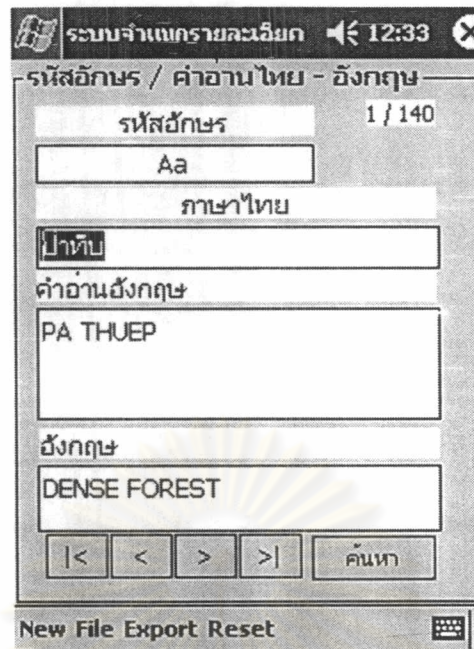 ระบบจำแนกรายละเอียด 12:33
รหัสอักษร / คำอ่านไทย - อังกฤษ
รหัสอักษร 1 / 140
Aa
ภาษาไทย
ป่าทึบ
คำอ่านอังกฤษ
PA THUEP
อังกฤษ
DENSE FOREST
|< < > >| ค้นหา
New File Export Reset